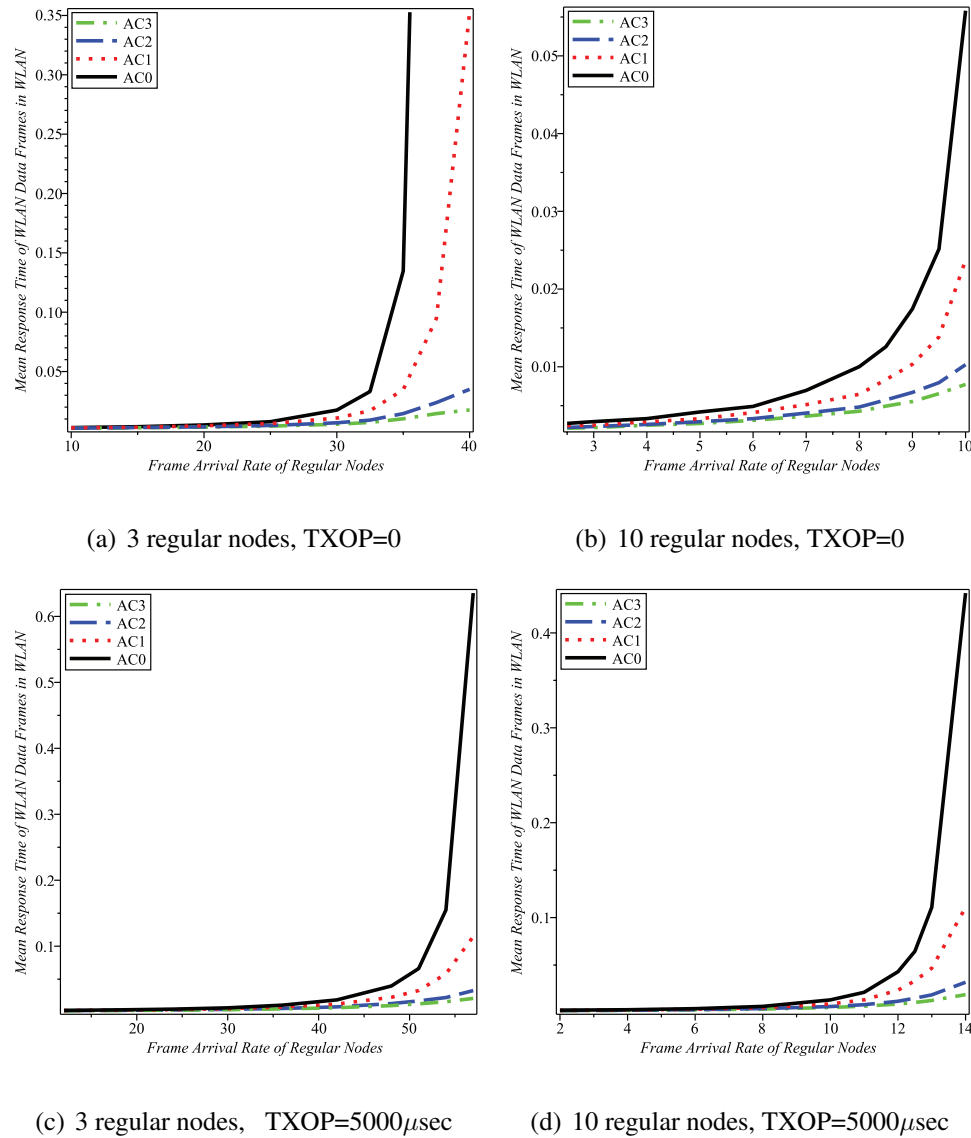 Mean Response Time of WLAN Data Frames in WLAN
0.35
0.30
0.25
0.20
0.15
0.10
0.05
AC3
AC2
AC1
AC0
10 20 30 40
Frame Arrival Rate of Regular Nodes
(a) 3 regular nodes, TXOP=0
Mean Response Time of WLAN Data Frames in WLAN
0.05
0.04
0.03
0.02
0.01
AC3
AC2
AC1
AC0
3 4 5 6 7 8 9 10
Frame Arrival Rate of Regular Nodes
(b) 10 regular nodes, TXOP=0
Mean Response Time of WLAN Data Frames in WLAN
0.6
0.5
0.4
0.3
0.2
0.1
AC3
AC2
AC1
AC0
20 30 40 50
Frame Arrival Rate of Regular Nodes
(c) 3 regular nodes, TXOP=5000μsec
Mean Response Time of WLAN Data Frames in WLAN
0.4
0.3
0.2
0.1
AC3
AC2
AC1
AC0
2 4 6 8 10 12 14
Frame Arrival Rate of Regular Nodes
(d) 10 regular nodes, TXOP=5000μsec